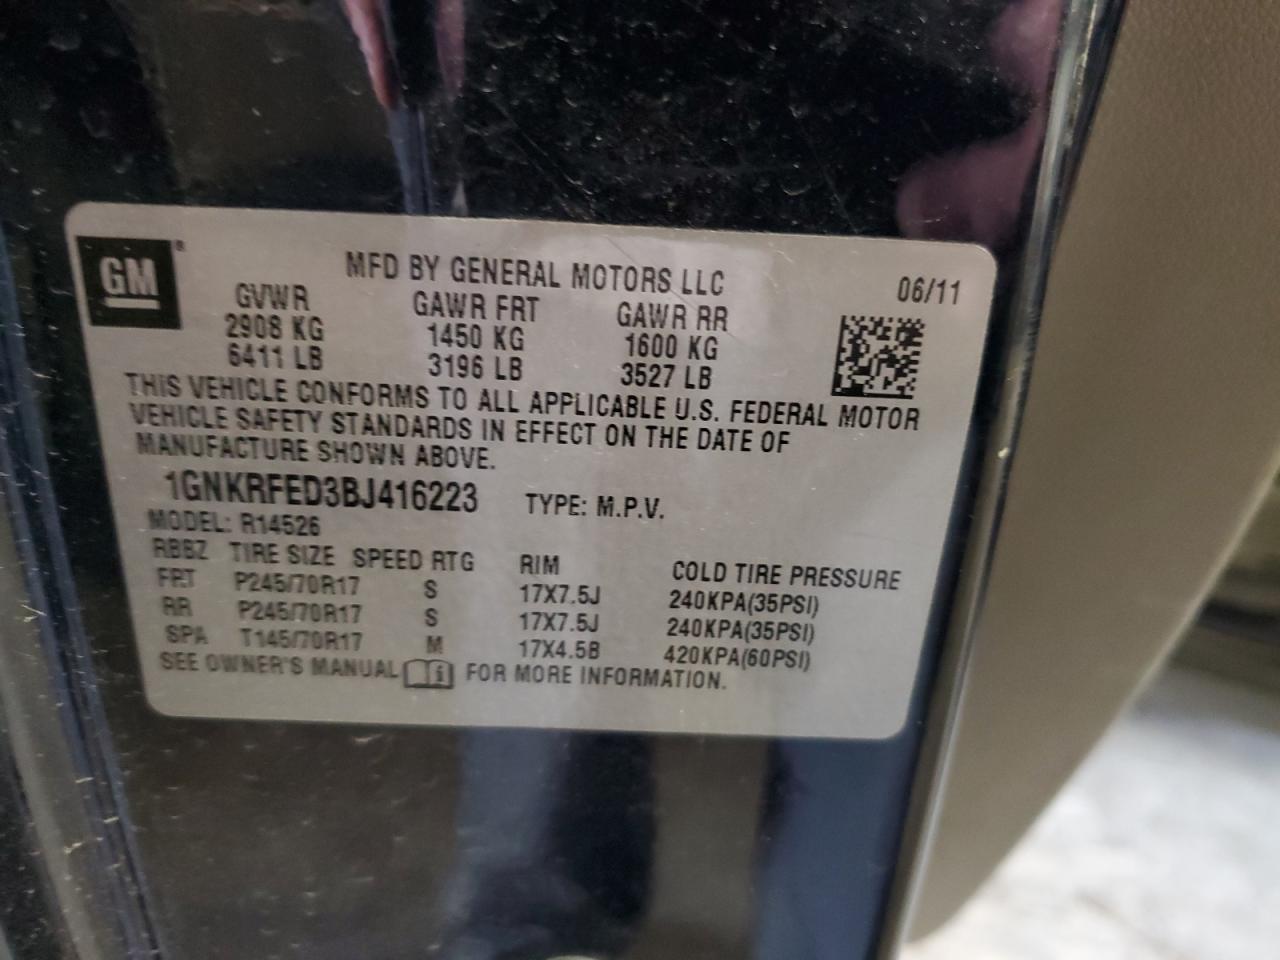 GM®
MFD BY GENERAL MOTORS LLC 06/11
GVWR GAWR FRT GAWR RR
2908 KG 1450 KG 1600 KG
6411 LB 3196 LB 3527 LB
THIS VEHICLE CONFORMS TO ALL APPLICABLE U.S. FEDERAL MOTOR
VEHICLE SAFETY STANDARDS IN EFFECT ON THE DATE OF
MANUFACTURE SHOWN ABOVE.
1GNKRFED3BJ416223 TYPE: M.P.V.
MODEL: R14526
RBBZ TIRE SIZE SPEED RTG RIM COLD TIRE PRESSURE
FRT P245/70R17 S 17X7.5J 240KPA(35PSI)
RR P245/70R17 S 17X7.5J 240KPA(35PSI)
SPA T145/70R17 M 17X4.5B 420KPA(60PSI)
SEE OWNER'S MANUAL i FOR MORE INFORMATION.